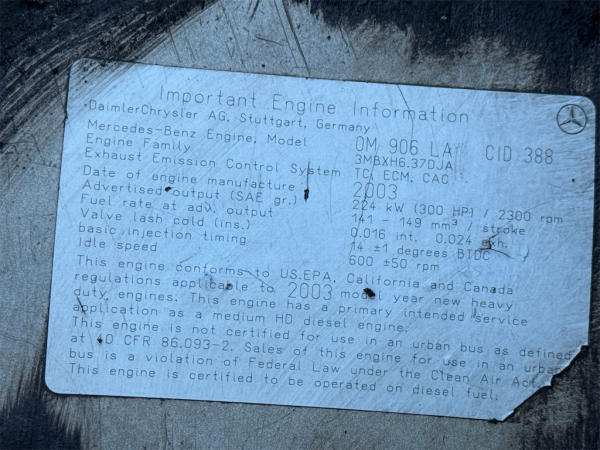 Important Engine Information
DaimlerChrysler AG, Stuttgart, Germany
Mercedes-Benz Engine, Model OM 906 LA CID 388
Engine Family 3MBXH6.37DJA
Exhaust Emission Control System TC, ECM, CAC
Date of engine manufacture 2003
Advertised output (SAE gr.) 224 kW (300 HP) / 2300 rpm
Fuel rate at adv. output 141 - 149 mm³ / stroke
Valve lash cold (ins.) 0.016 int. 0.024 exh.
basic injection timing 14 ±1 degrees BTDC
Idle speed 600 ±50 rpm
This engine conforms to US.EPA, California and Canada
regulations applicable to 2003 model year new heavy
duty engines. This engine has a primary intended service
application as a medium HD diesel engine.
This engine is not certified for use in an urban bus as defined
at 40 CFR 86.093-2. Sales of this engine for use in an urban
bus is a violation of Federal Law under the Clean Air Act.
This engine is certified to be operated on diesel fuel.